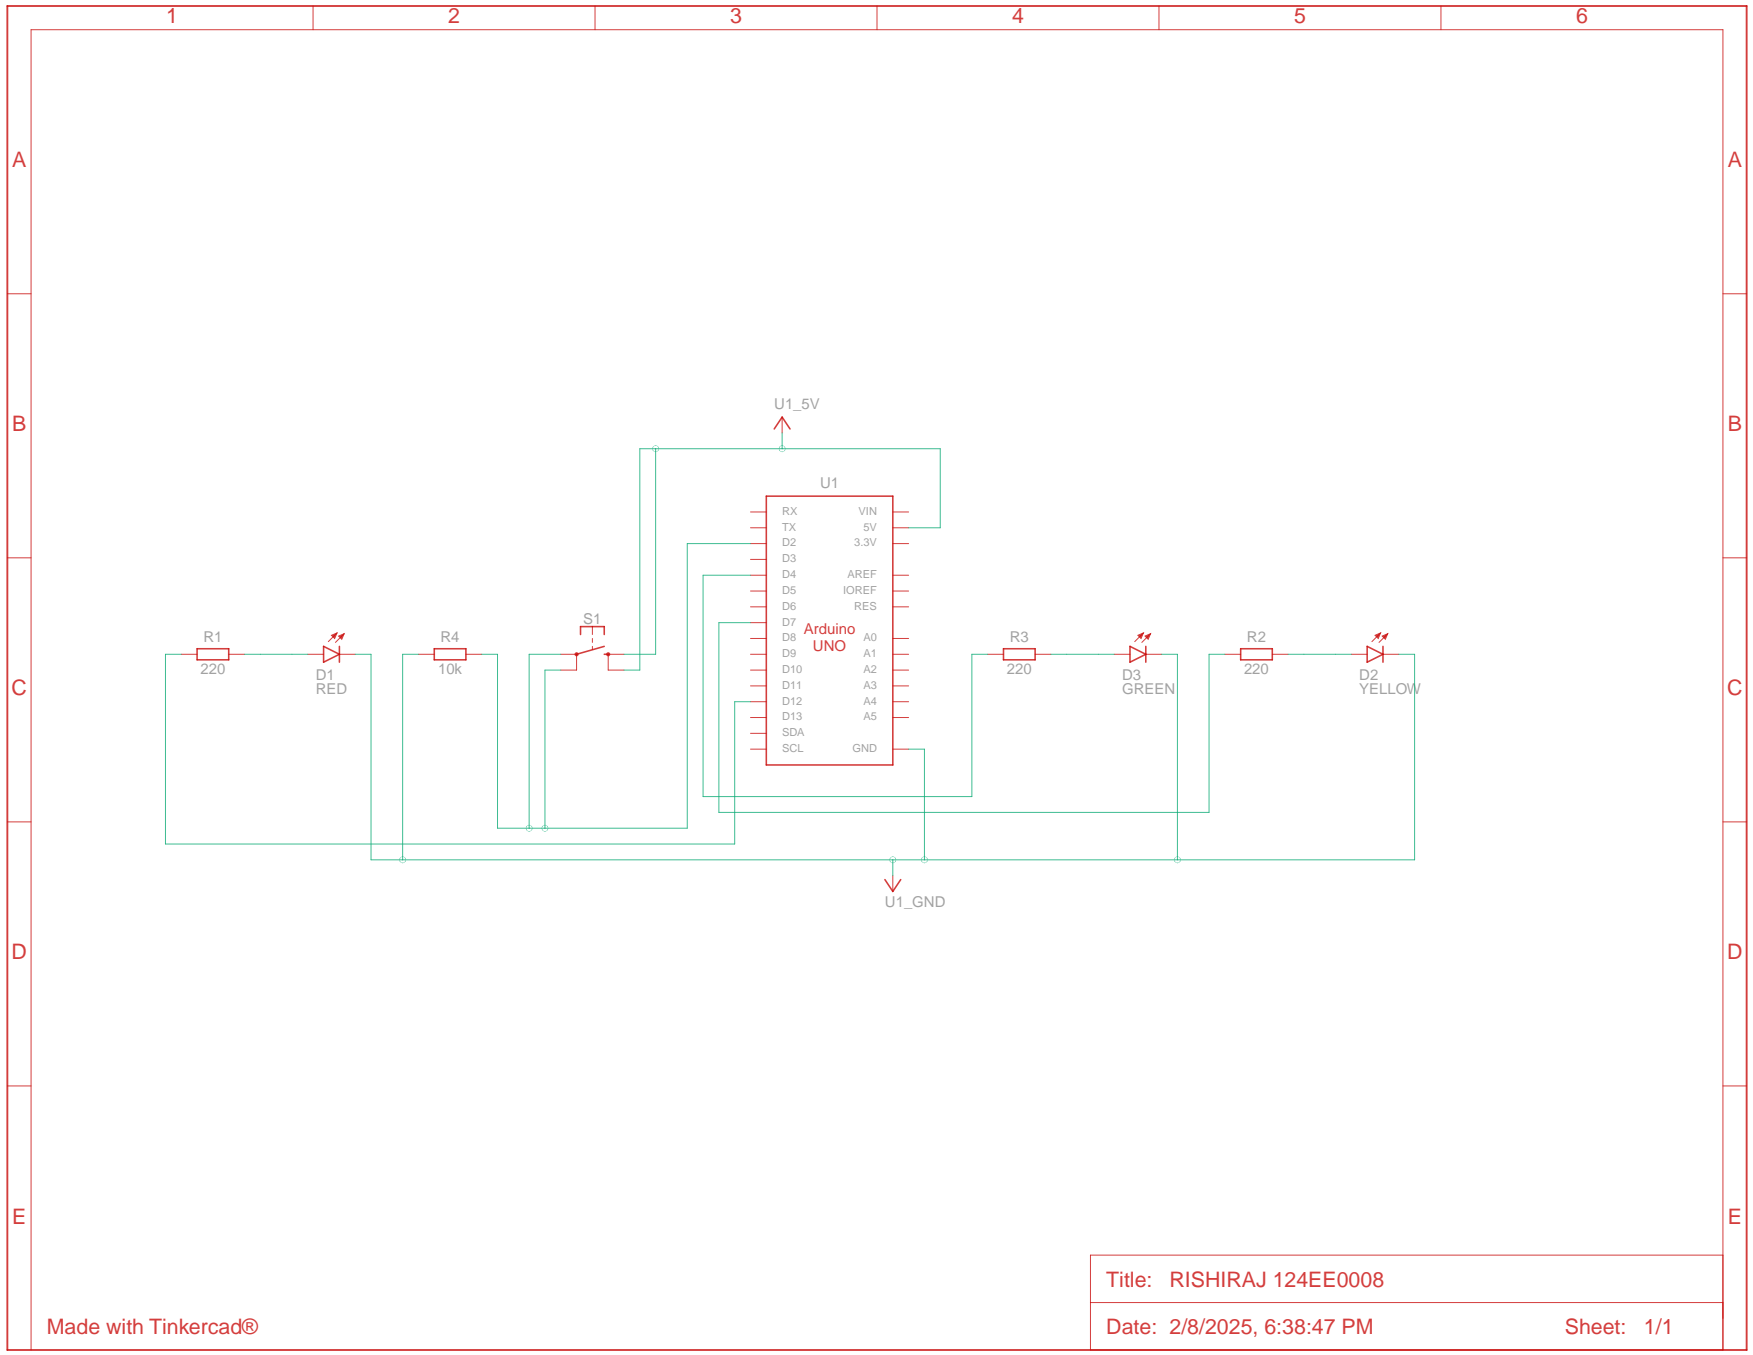 1 2 3 4 5 6
A A
B B
C C
D D
E E
U1_5V
U1
RX VIN
TX 5V
D2 3.3V
D3
D4 AREF
D5 IOREF
D6 RES
D7
Arduino
UNO
D8 A0
D9 A1
D10 A2
D11 A3
D12 A4
D13 A5
SDA
SCL GND
R1
220
D1
RED
R4
10k
S1
R3
220
D3
GREEN
R2
220
D2
YELLOW
U1_GND
Title: RISHIRAJ 124EE0008
Date: 2/8/2025, 6:38:47 PM Sheet: 1/1
Made with Tinkercad®